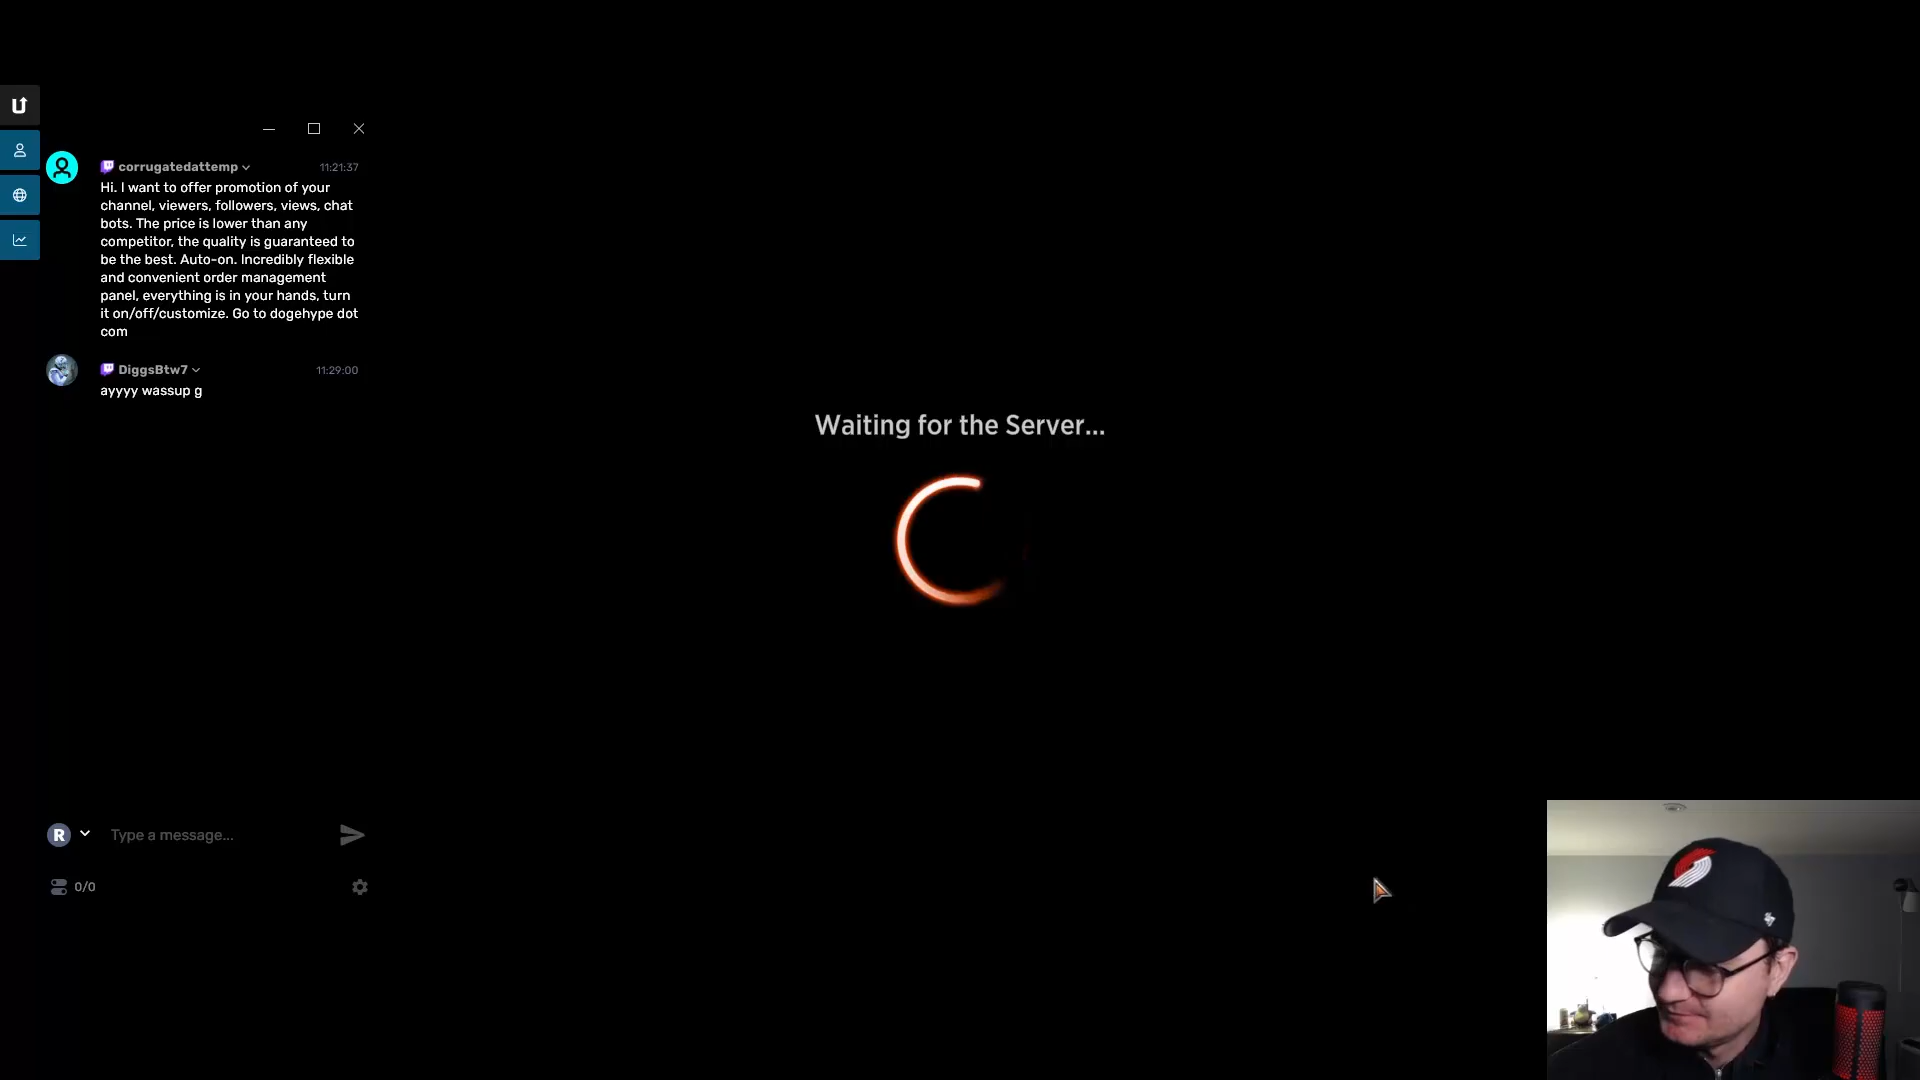 corrugatedattemp 11:21:37
Hi. I want to offer promotion of your
channel, viewers, followers, views, chat
bots. The price is lower than any
competitor, the quality is guaranteed to
be the best. Auto-on. Incredibly flexible
and convenient order management
panel, everything is in your hands, turn
it on/off/customize. Go to dogehype dot
com
DiggsBtw7 11:29:00
ayyyy wassup g
Waiting for the Server...
R Type a message...
0/0